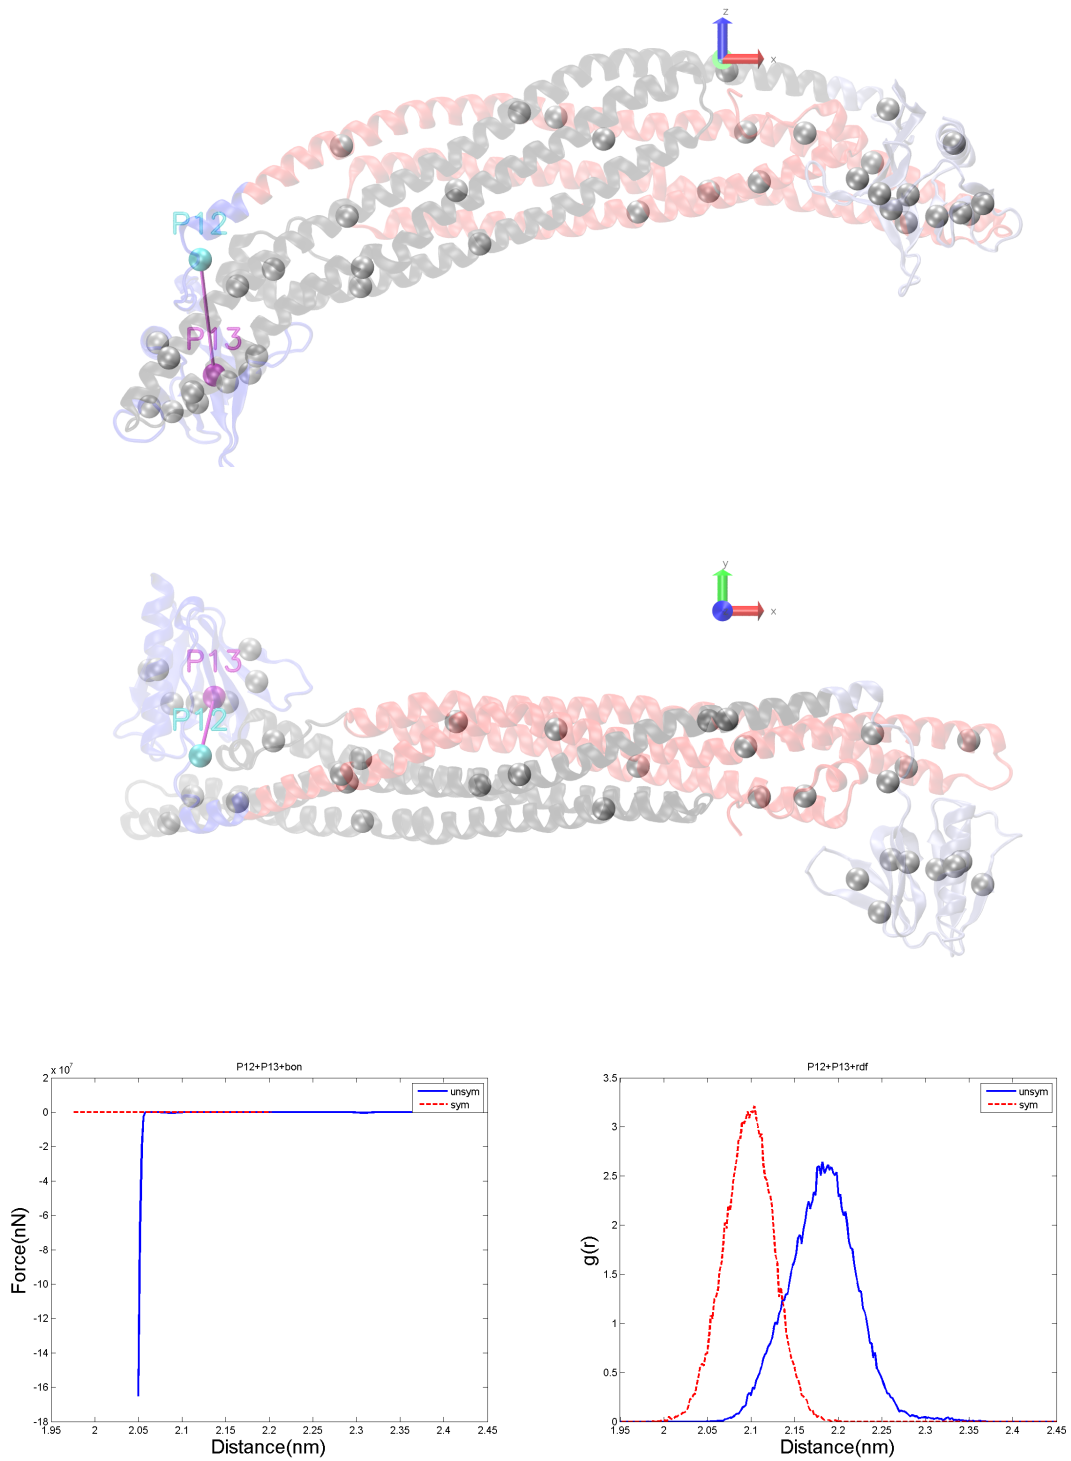 z
x
P12
P13
y
x
P13
P12
P12+P13+bon
x 10^7
unsym
sym
2
0
-2
-4
-6
-8
-10
-12
-14
-16
-18
Force(nN)
1.95 2 2.05 2.1 2.15 2.2 2.25 2.3 2.35 2.4 2.45
Distance(nm)
P12+P13+rdf
unsym
sym
3.5
3
2.5
2
1.5
1
0.5
0
g(r)
1.95 2 2.05 2.1 2.15 2.2 2.25 2.3 2.35 2.4 2.45
Distance(nm)